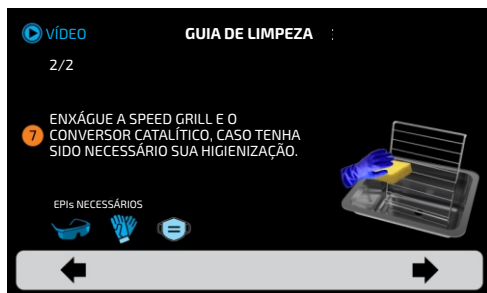 VÍDEO
GUIA DE LIMPEZA :
2/2
7
ENXÁGUE A SPEED GRILL E O
CONVERSOR CATALÍTICO, CASO TENHA
SIDO NECESSÁRIO SUA HIGIENIZAÇÃO.
EPIs NECESSÁRIOS